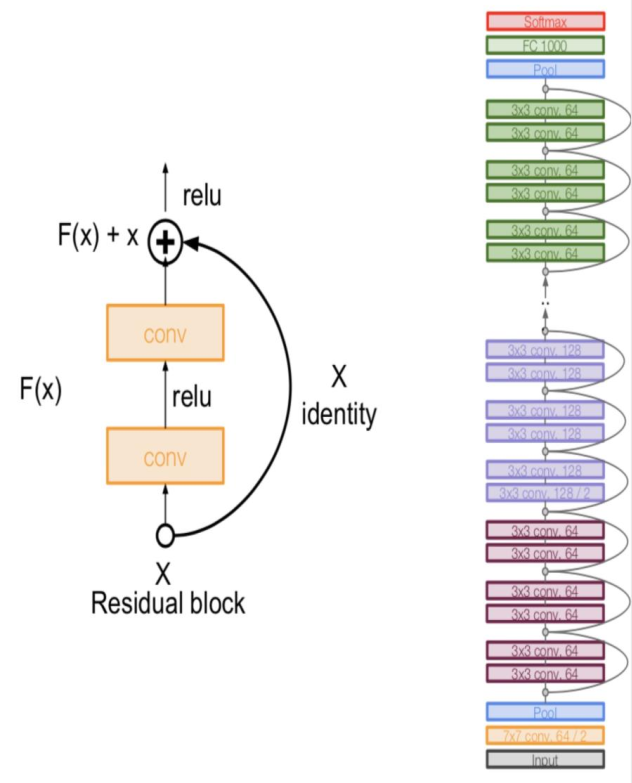 relu
F(x) + x
conv
F(x)
relu
X
identity
conv
X
Residual block
Softmax
FC 1000
Pool
3x3 conv, 64
3x3 conv, 64
3x3 conv, 64
3x3 conv, 64
3x3 conv, 64
3x3 conv, 64
..
3x3 conv, 128
3x3 conv, 128
3x3 conv, 128
3x3 conv, 128
3x3 conv, 128
3x3 conv, 128 / 2
3x3 conv, 64
3x3 conv, 64
3x3 conv, 64
3x3 conv, 64
3x3 conv, 64
3x3 conv, 64
Pool
7x7 conv, 64 / 2
Input